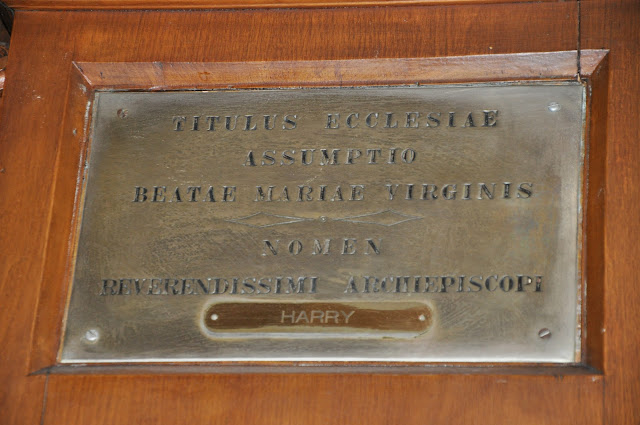 TITULUS ECCLESIAE
ASSUMPTIO
BEATAE MARIAE VIRGINIS
NOMEN
REVERENDISSIMI ARCHIEPISCOPI
HARRY